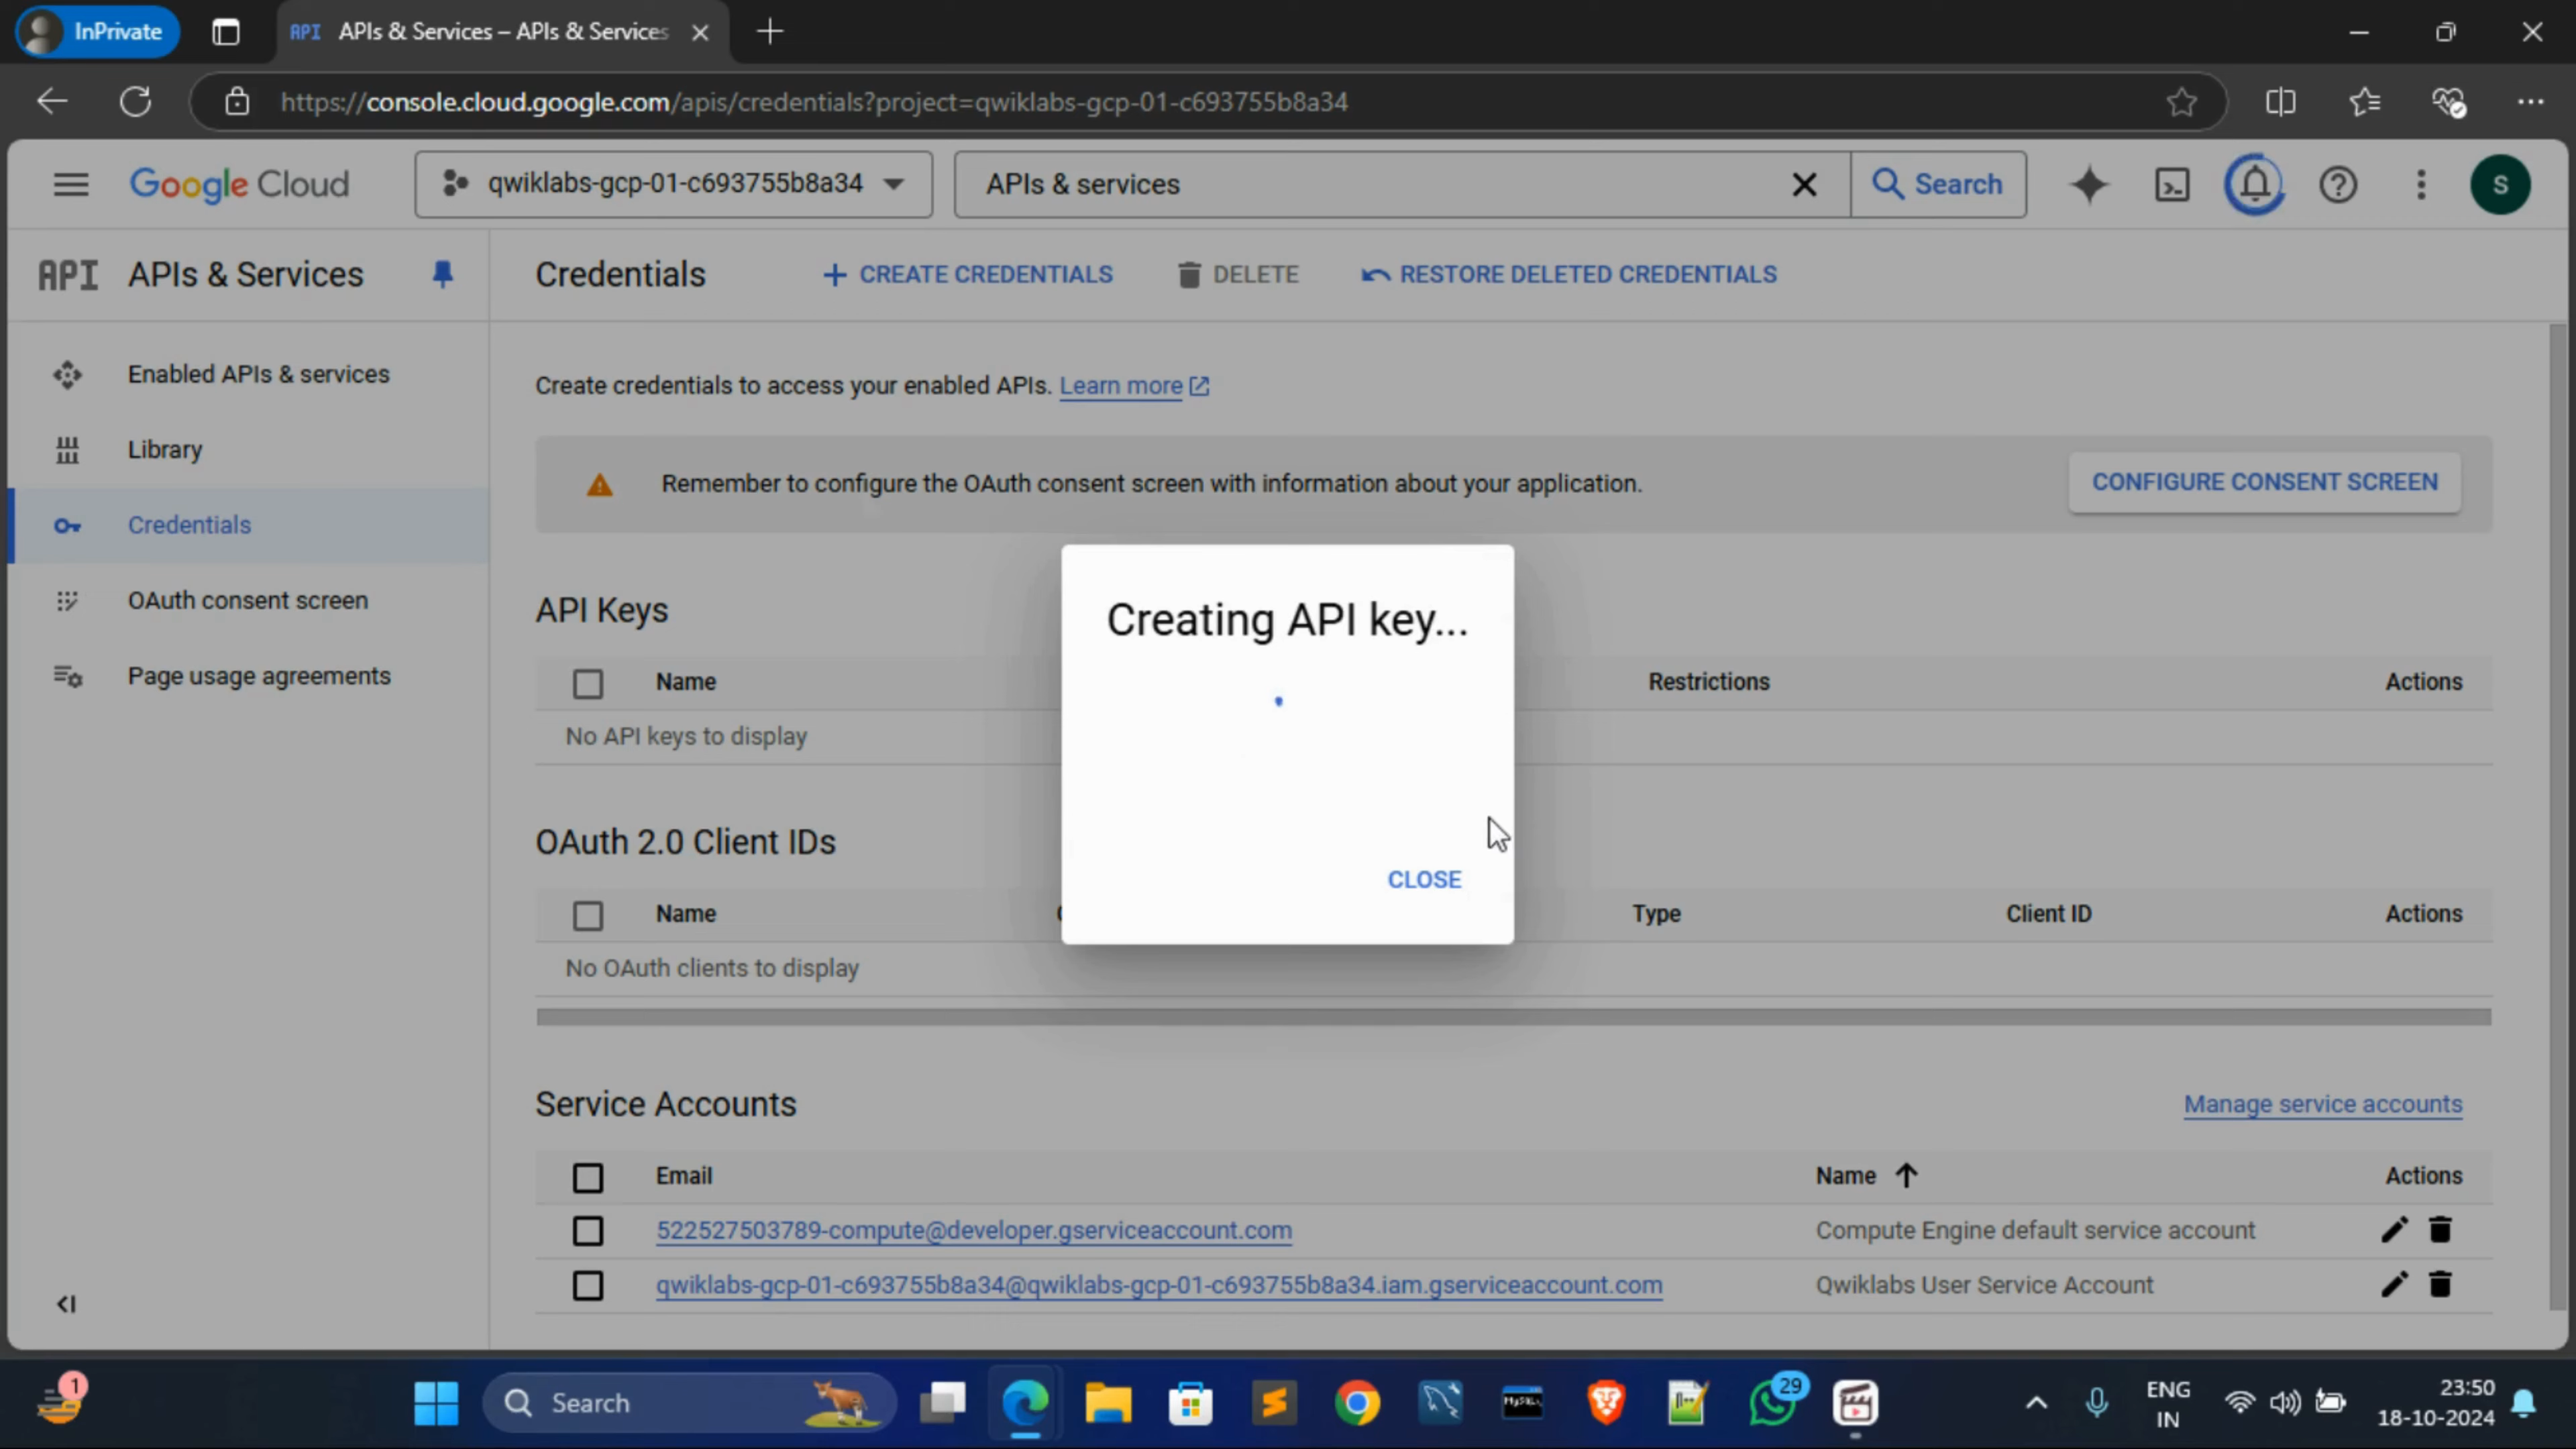 InPrivate
API APIs & Services – APIs & Services
https://console.cloud.google.com/apis/credentials?project=qwiklabs-gcp-01-c693755b8a34
Google Cloud
qwiklabs-gcp-01-c693755b8a34
APIs & services
Search
S
API APIs & Services
Credentials
CREATE CREDENTIALS
DELETE
RESTORE DELETED CREDENTIALS
Enabled APIs & services
Library
Credentials
OAuth consent screen
Page usage agreements
Create credentials to access your enabled APIs. Learn more
Remember to configure the OAuth consent screen with information about your application.
CONFIGURE CONSENT SCREEN
API Keys
Name Restrictions Actions
No API keys to display
Creating API key...
CLOSE
OAuth 2.0 Client IDs
Name Type Client ID Actions
No OAuth clients to display
Service Accounts
Manage service accounts
Email Name Actions
522527503789-compute@developer.gserviceaccount.com Compute Engine default service account
qwiklabs-gcp-01-c693755b8a34@qwiklabs-gcp-01-c693755b8a34.iam.gserviceaccount.com Qwiklabs User Service Account
1
Search
MySQL
29
ENG
IN
23:50
18-10-2024